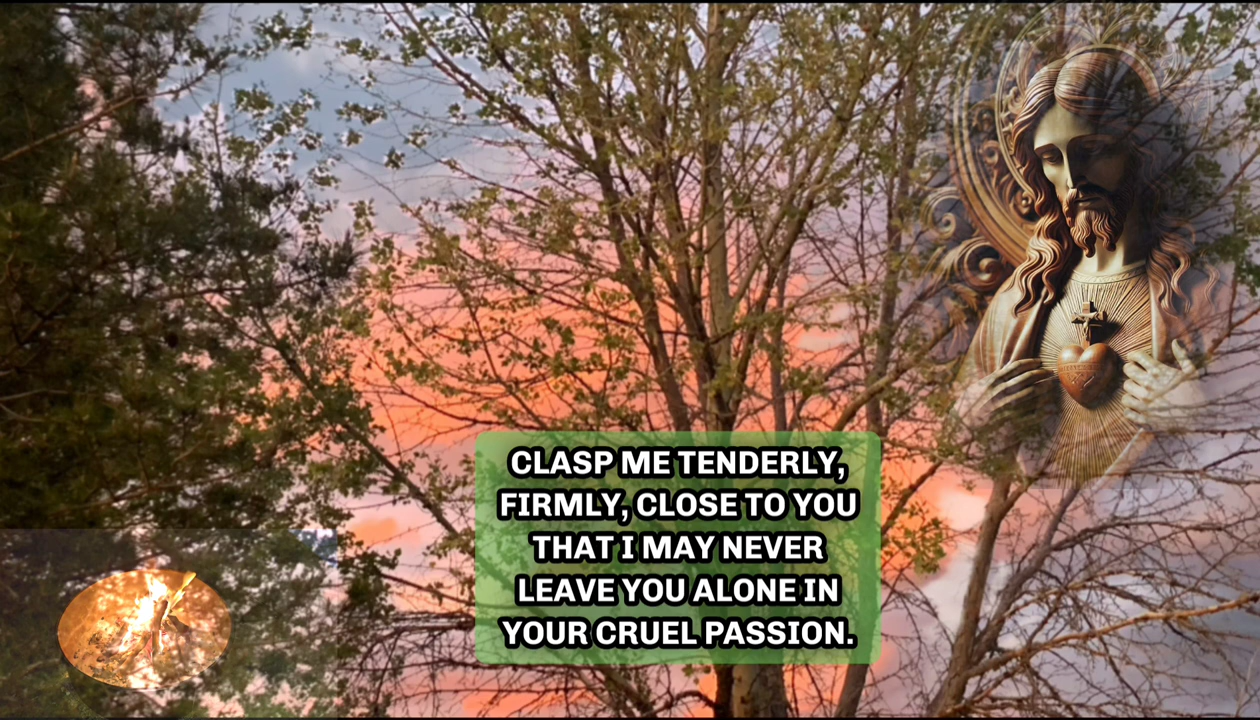 CLASP ME TENDERLY,
FIRMLY, CLOSE TO YOU
THAT I MAY NEVER
LEAVE YOU ALONE IN
YOUR CRUEL PASSION.